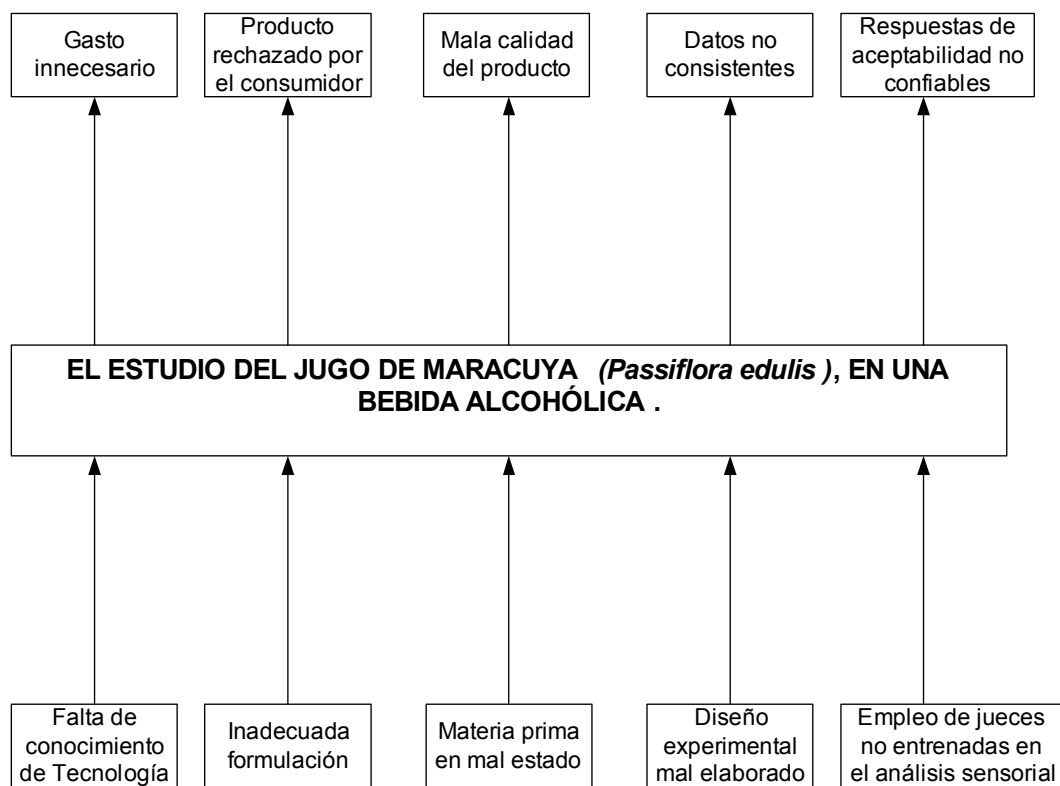 Gasto
innecesario
Producto
rechazado por
el consumidor
Mala calidad
del producto
Datos no
consistentes
Respuestas de
aceptabilidad no
confiables
EL ESTUDIO DEL JUGO DE MARACUYA (Passiflora edulis ), EN UNA
BEBIDA ALCOHÓLICA .
Falta de
conocimiento
de Tecnología
Inadecuada
formulación
Materia prima
en mal estado
Diseño
experimental
mal elaborado
Empleo de jueces
no entrenadas en
el análisis sensorial